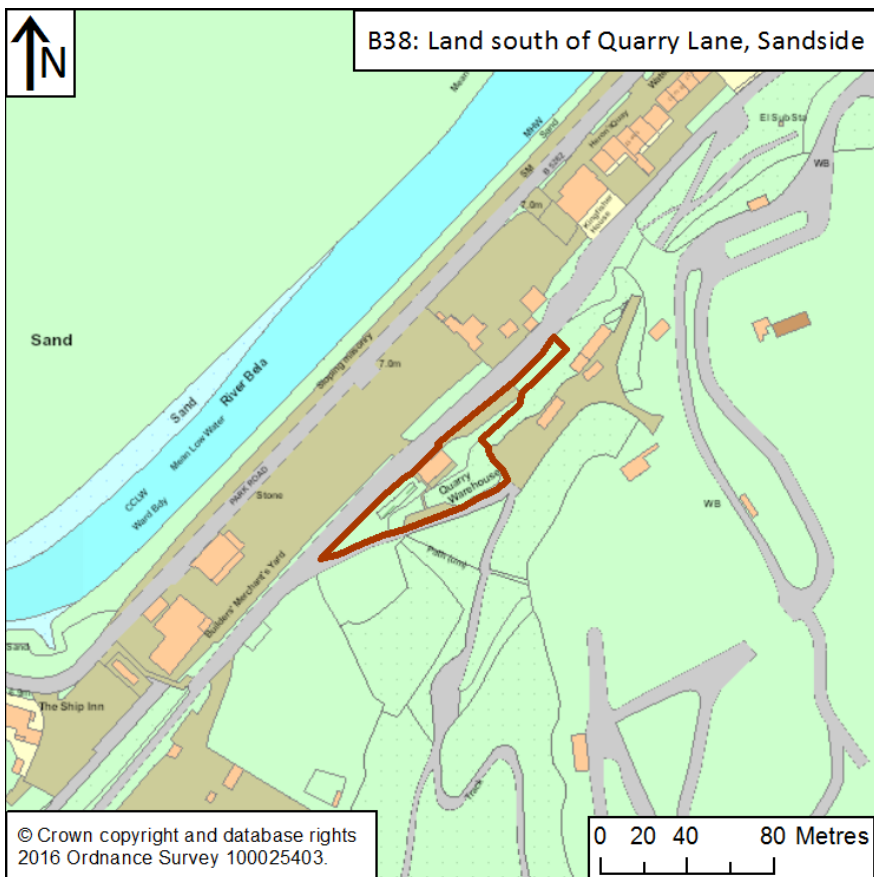 N
B38: Land south of Quarry Lane, Sandside
MHW
Sand
SM
B 5282
Heron Quay
El Sub Sta
WB
7.0m
Kingfisher
House
Sand
Sloping masonry
7.0m
River Bela
Sand
Mean Low Water
CCLW
Ward Bdy
PARK ROAD
Stone
Quarry
Warehouse
WB
Path (um)
Builders' Merchant's Yard
Sand
The Ship Inn
Track
© Crown copyright and database rights
2016 Ordnance Survey 100025403.
0 20 40 80 Metres